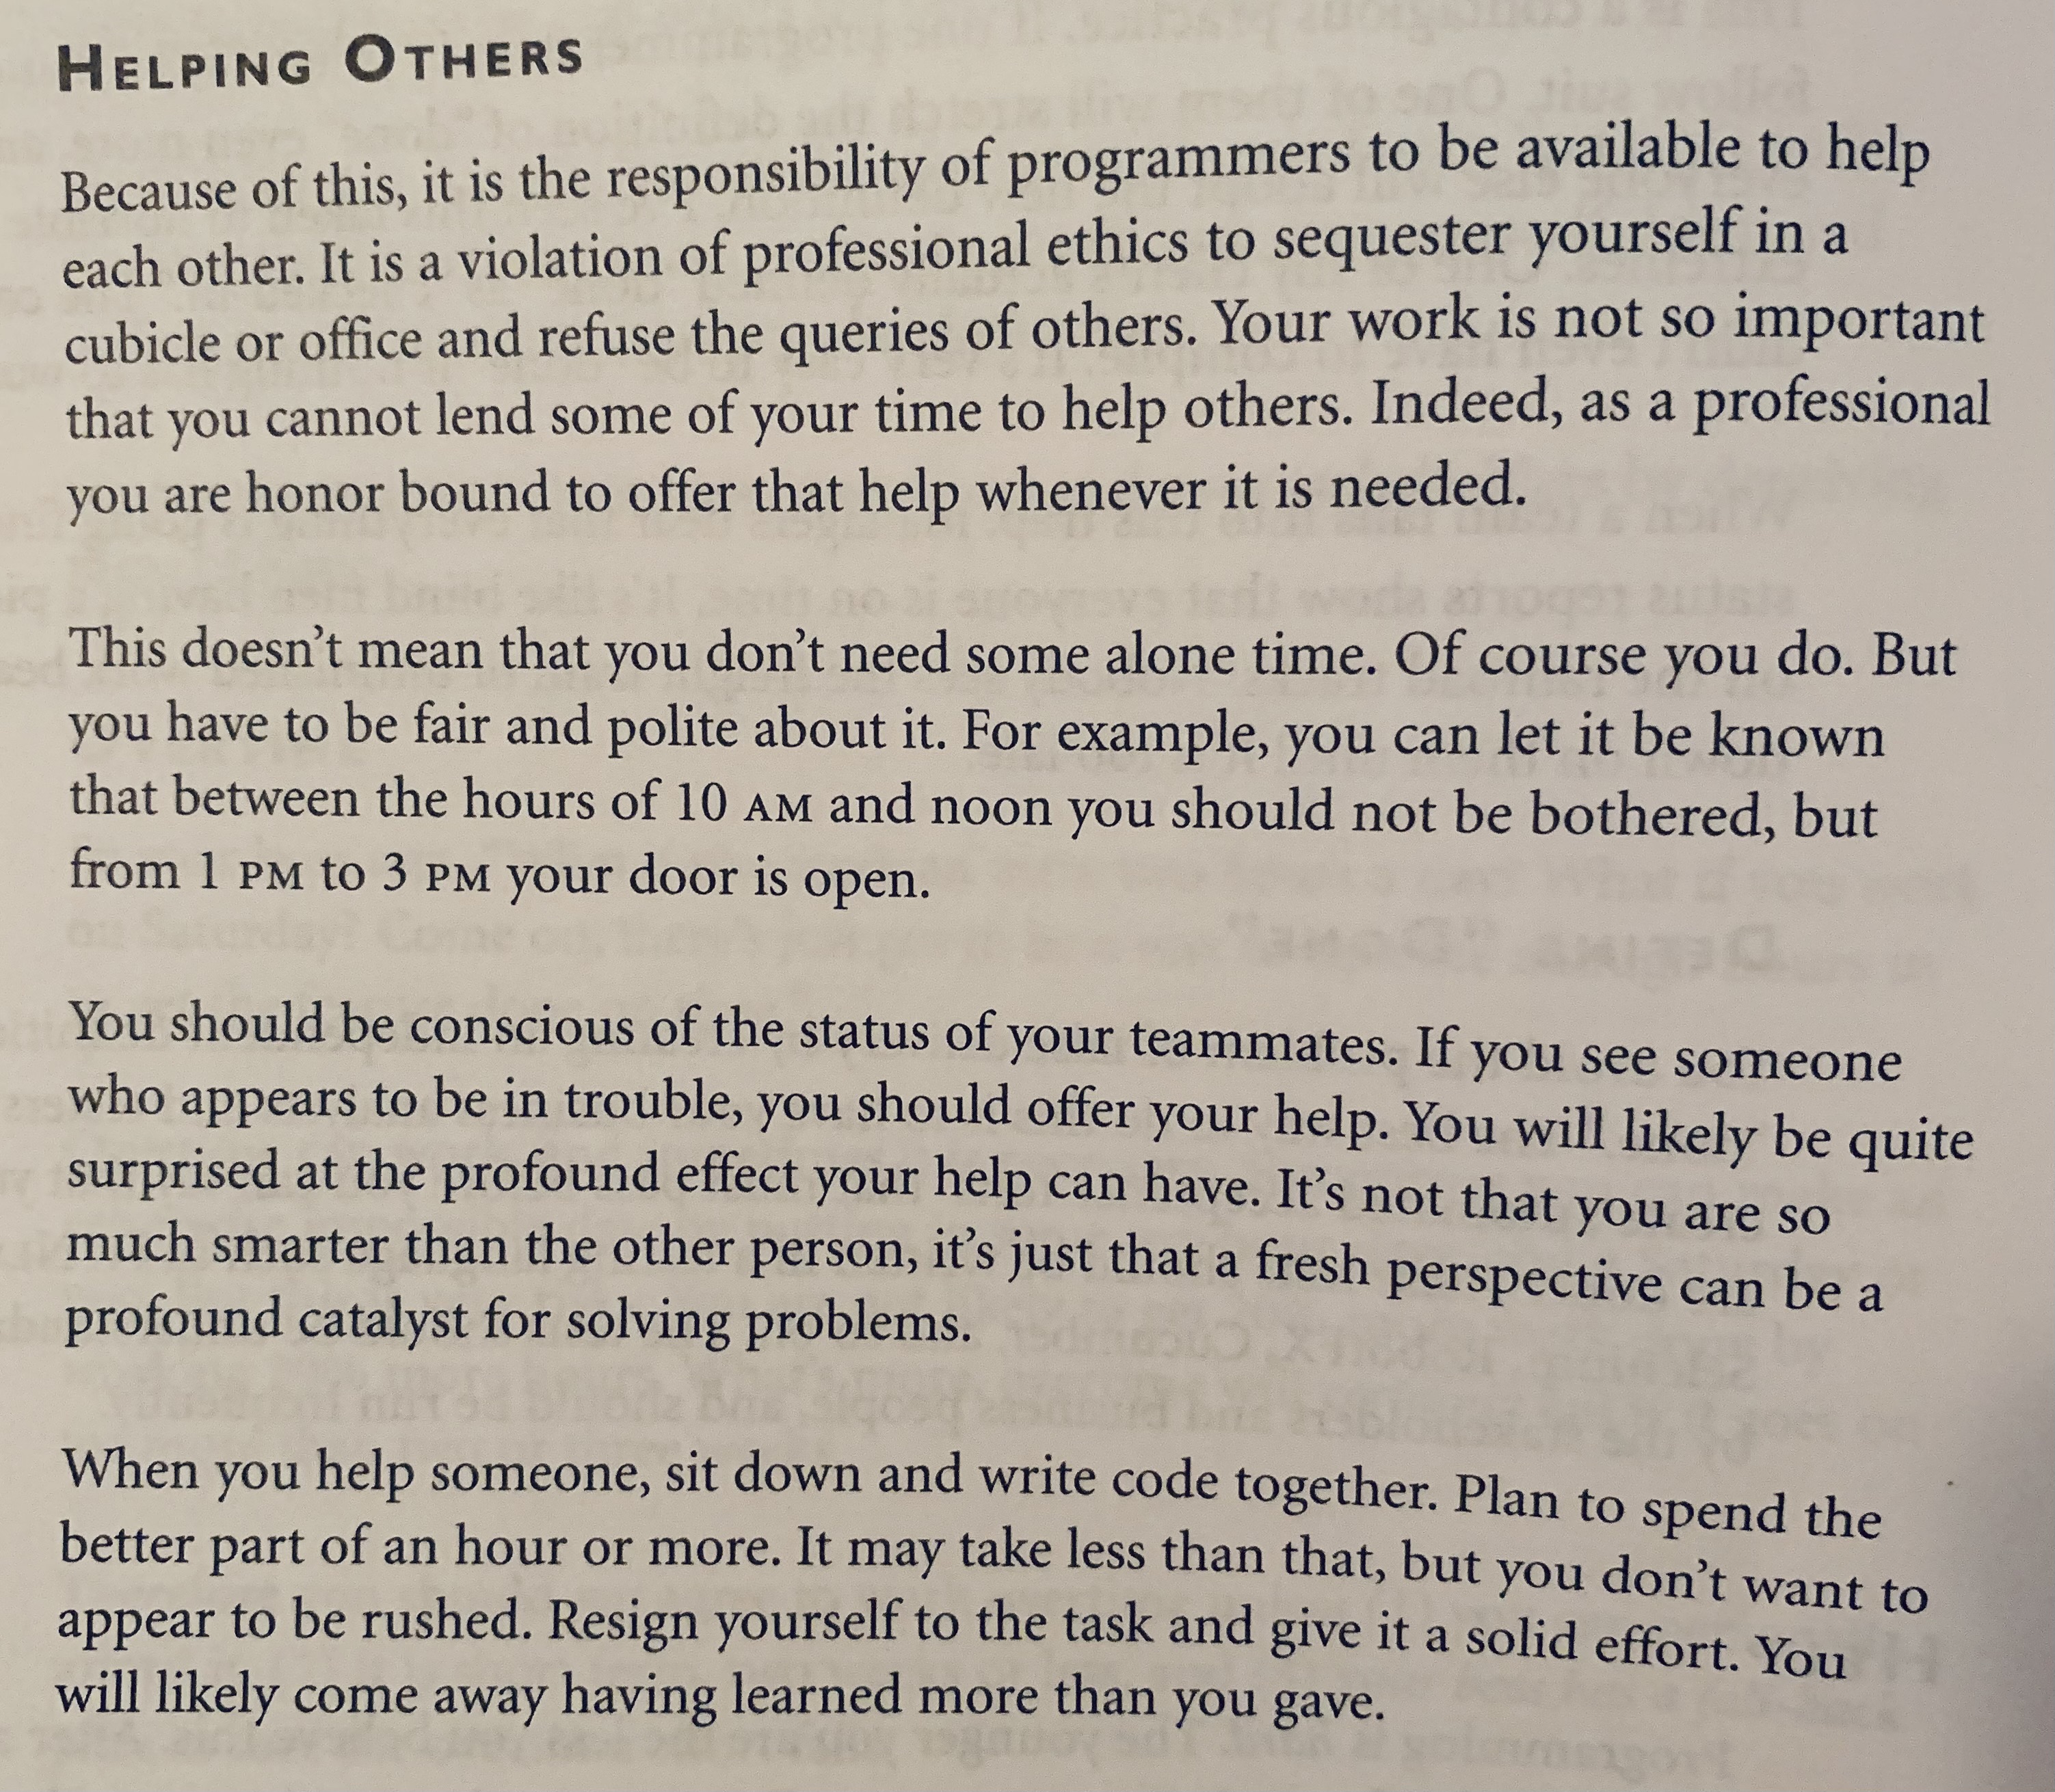 HELPING OTHERS
Because of this, it is the responsibility of programmers to be available to help
each other. It is a violation of professional ethics to sequester yourself in a
cubicle or office and refuse the queries of others. Your work is not so important
that you cannot lend some of your time to help others. Indeed, as a professional
you are honor bound to offer that help whenever it is needed.
This doesn’t mean that you don’t need some alone time. Of course you do. But
you have to be fair and polite about it. For example, you can let it be known
that between the hours of 10 AM and noon you should not be bothered, but
from 1 PM to 3 PM your door is open.
You should be conscious of the status of your teammates. If you see someone
who appears to be in trouble, you should offer your help. You will likely be quite
surprised at the profound effect your help can have. It’s not that you are so
much smarter than the other person, it’s just that a fresh perspective can be a
profound catalyst for solving problems.
When you help someone, sit down and write code together. Plan to spend the
better part of an hour or more. It may take less than that, but you don’t want to
appear to be rushed. Resign yourself to the task and give it a solid effort. You
will likely come away having learned more than you gave.